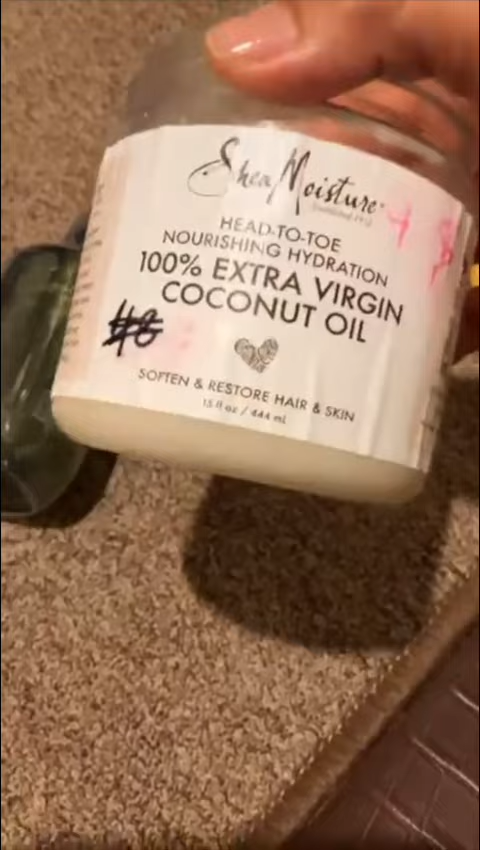 SheaMoisture
HEAD-TO-TOE
NOURISHING HYDRATION
100% EXTRA VIRGIN
COCONUT OIL
#8
SOFTEN & RESTORE HAIR & SKIN
15 fl oz / 444 ml